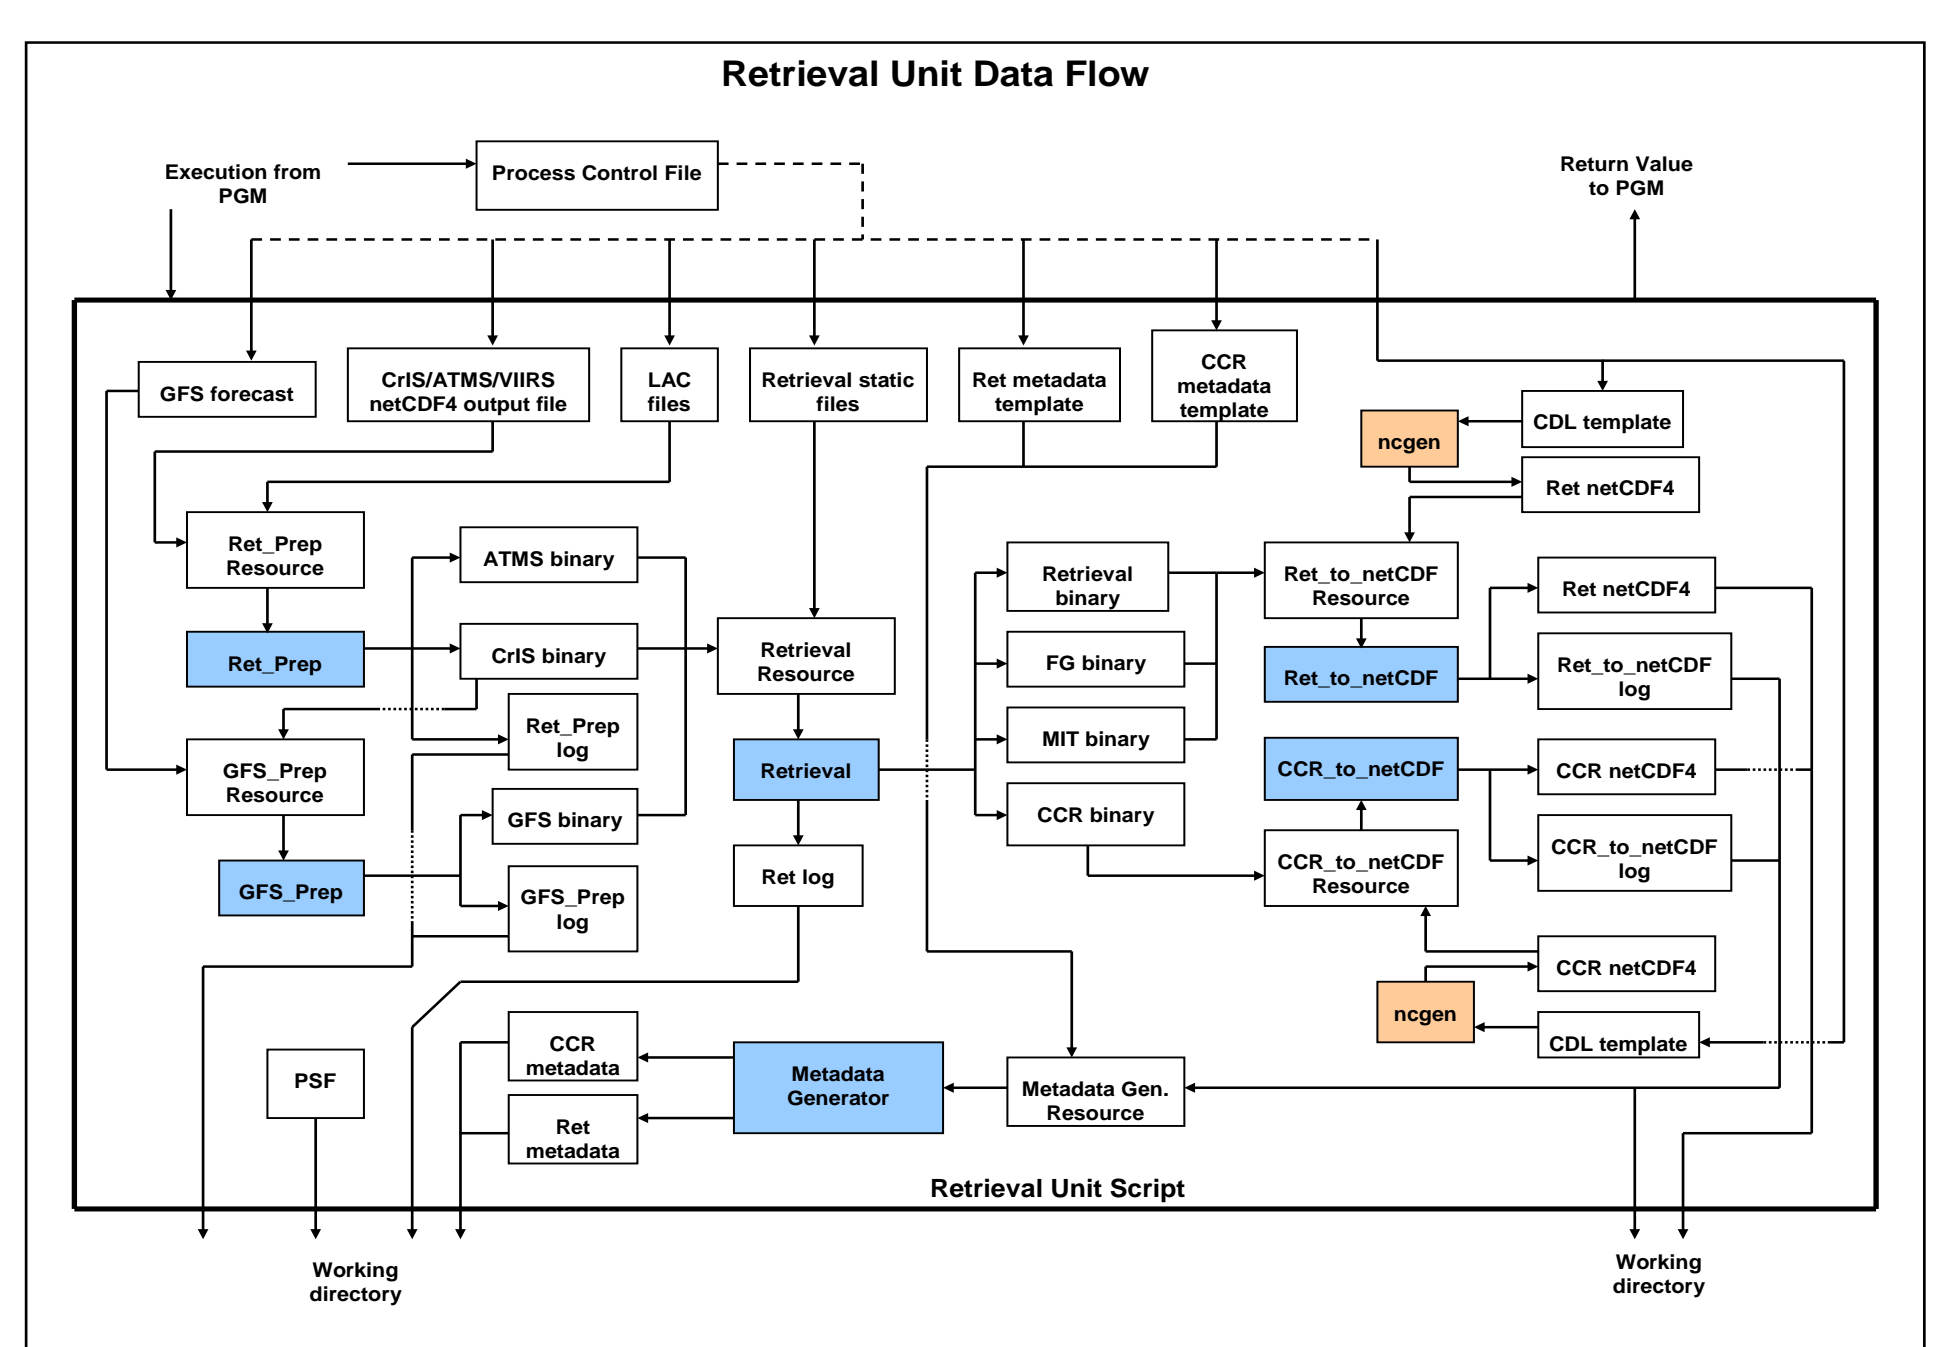 Retrieval Unit Data Flow
Execution from
PGM
Process Control File
Return Value
to PGM
GFS forecast
CrIS/ATMS/VIIRS
netCDF4 output file
LAC
files
Retrieval static
files
Ret metadata
template
CCR
metadata
template
CDL template
ncgen
Ret netCDF4
Ret_Prep
Resource
ATMS binary
Retrieval
binary
Ret_to_netCDF
Resource
Ret netCDF4
Ret_Prep
CrIS binary
Retrieval
Resource
FG binary
Ret_to_netCDF
Ret_to_netCDF
log
Ret_Prep
log
MIT binary
GFS_Prep
Resource
Retrieval
CCR_to_netCDF
CCR netCDF4
GFS binary
CCR binary
GFS_Prep
GFS_Prep
log
Ret log
CCR_to_netCDF
Resource
CCR_to_netCDF
log
CCR netCDF4
ncgen
CDL template
PSF
CCR
metadata
Metadata
Generator
Metadata Gen.
Resource
Ret
metadata
Retrieval Unit Script
Working
directory
Working
directory